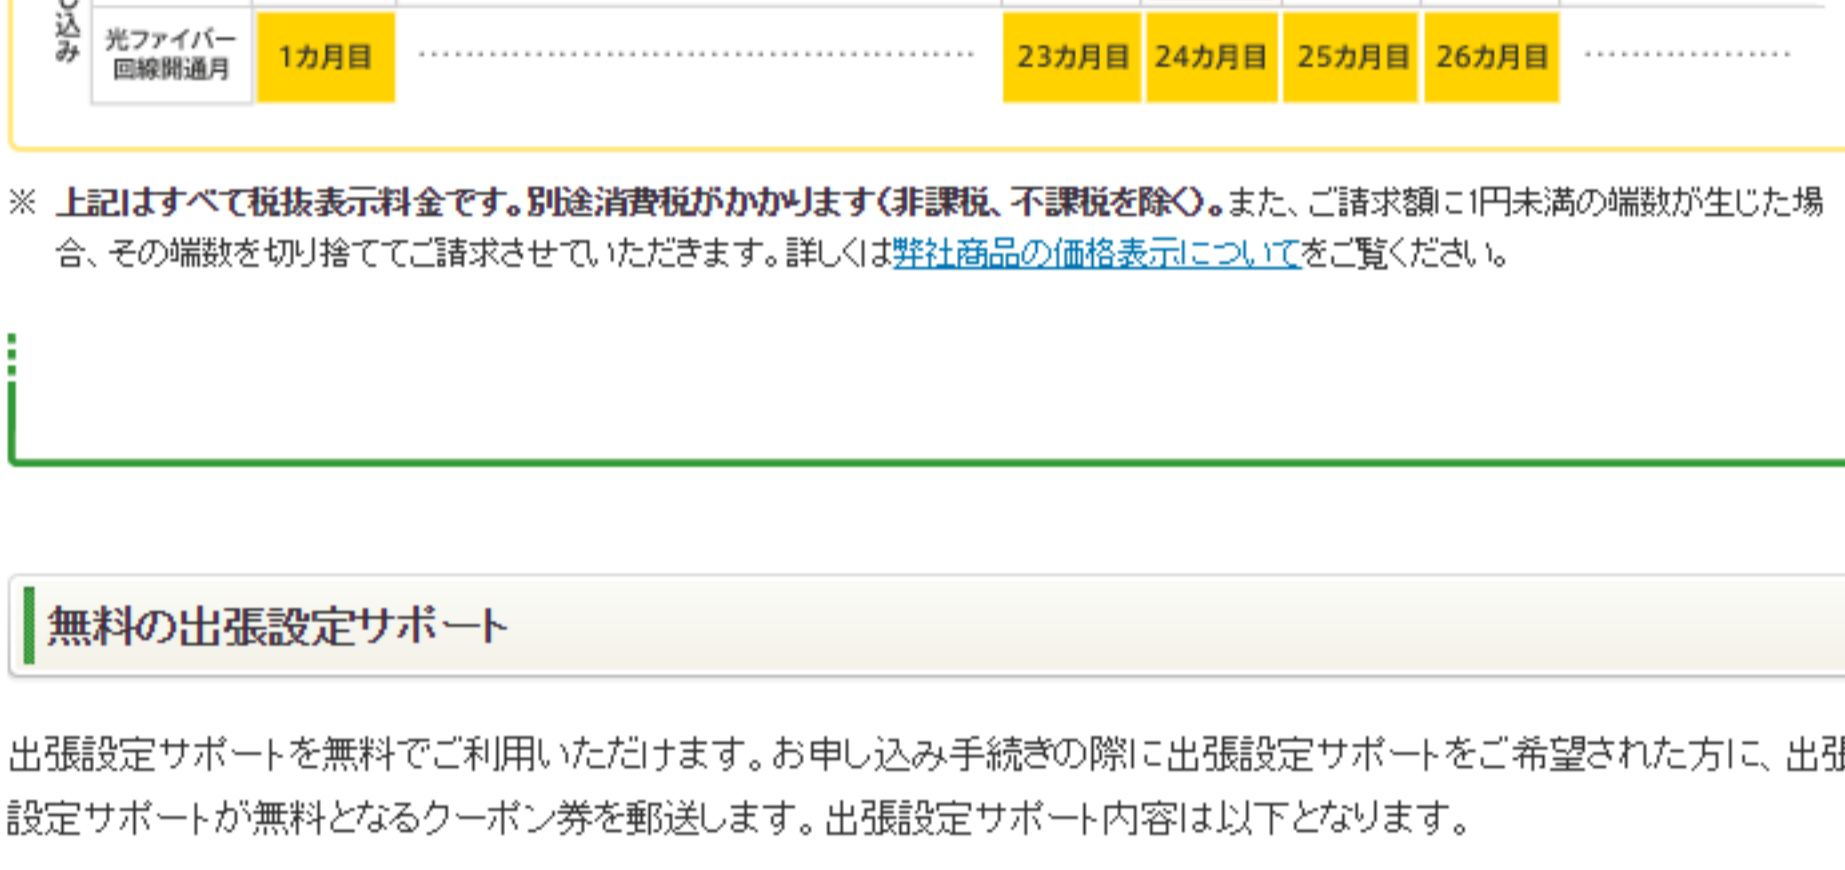 し込み
光ファイバー
回線開通月
1カ月目
23カ月目
24カ月目
25カ月目
26カ月目
※ 上記はすべて税抜表示料金です。別途消費税がかかります(非課税、不課税を除く)。また、ご請求額に1円未満の端数が生じた場
合、その端数を切り捨ててご請求させていただきます。詳しくは弊社商品の価格表示についてをご覧ください。
無料の出張設定サポート
出張設定サポートを無料でご利用いただけます。お申し込み手続きの際に出張設定サポートをご希望された方に、出張
設定サポートが無料となるクーポン券を郵送します。出張設定サポート内容は以下となります。